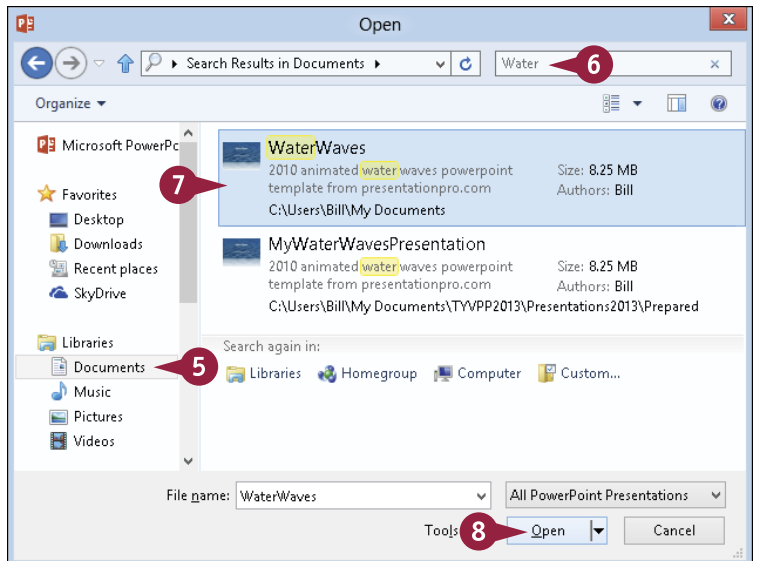 Open
Search Results in Documents
Water
6
Organize
Microsoft PowerPc
Favorites
Desktop
Downloads
Recent places
SkyDrive
Libraries
Documents
5
Music
Pictures
Videos
7
WaterWaves
2010 animated water waves powerpoint
template from presentationpro.com
Size: 8.25 MB
Authors: Bill
C:\Users\Bill\My Documents
MyWaterWavesPresentation
2010 animated water waves powerpoint
template from presentationpro.com
Size: 8.25 MB
Authors: Bill
C:\Users\Bill\My Documents\TYVPP2013\Presentations2013\Prepared
Search again in:
Libraries Homegroup Computer Custom...
File name: WaterWaves
All PowerPoint Presentations
Tools 8 Open Cancel